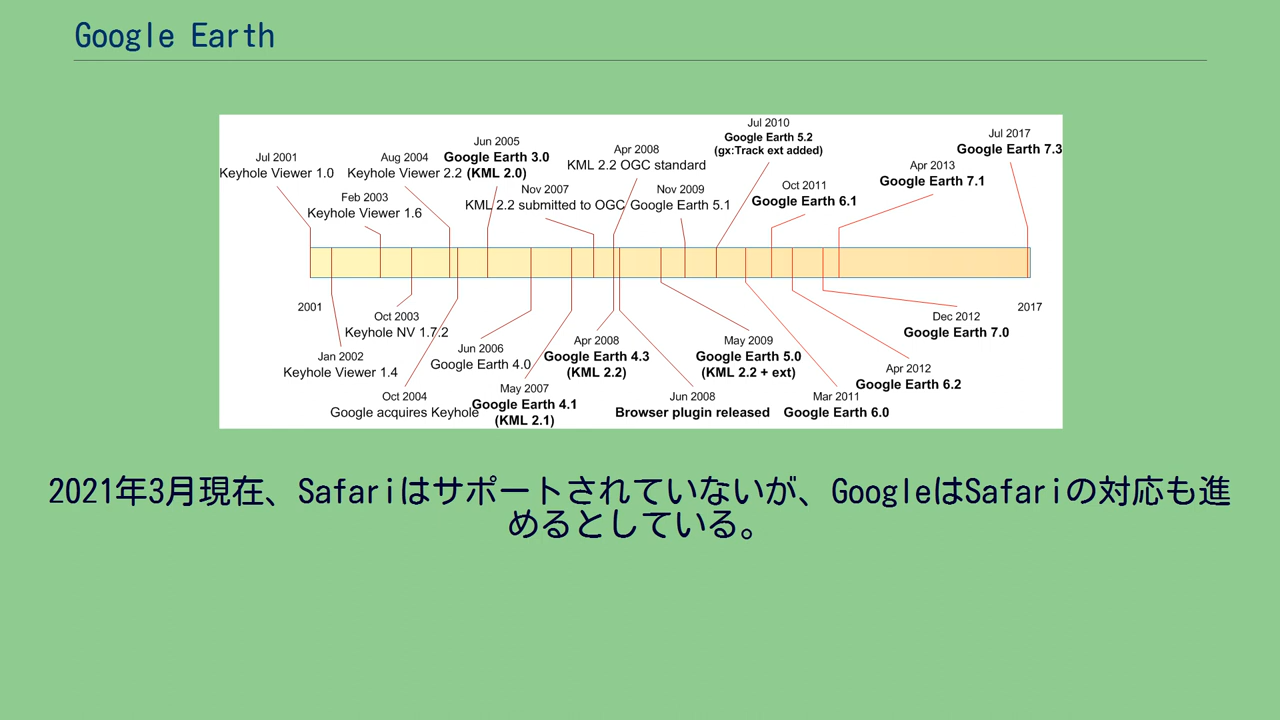 Google Earth
Jul 2010
Google Earth 5.2
(gx:Track ext added)
Jul 2017
Google Earth 7.3
Jun 2005
Google Earth 3.0
(KML 2.0)
Apr 2008
KML 2.2 OGC standard
Jul 2001
Keyhole Viewer 1.0
Aug 2004
Keyhole Viewer 2.2
Apr 2013
Google Earth 7.1
Feb 2003
Keyhole Viewer 1.6
Nov 2007
KML 2.2 submitted to OGC
Nov 2009
Google Earth 5.1
Oct 2011
Google Earth 6.1
2001
2017
Oct 2003
Keyhole NV 1.7.2
Dec 2012
Google Earth 7.0
Jan 2002
Keyhole Viewer 1.4
Jun 2006
Google Earth 4.0
Apr 2008
Google Earth 4.3
(KML 2.2)
May 2009
Google Earth 5.0
(KML 2.2 + ext)
Apr 2012
Google Earth 6.2
Oct 2004
Google acquires Keyhole
May 2007
Google Earth 4.1
(KML 2.1)
Jun 2008
Browser plugin released
Mar 2011
Google Earth 6.0
2021年3月現在、Safariはサポートされていないが、GoogleはSafariの対応も進
めるとしている。